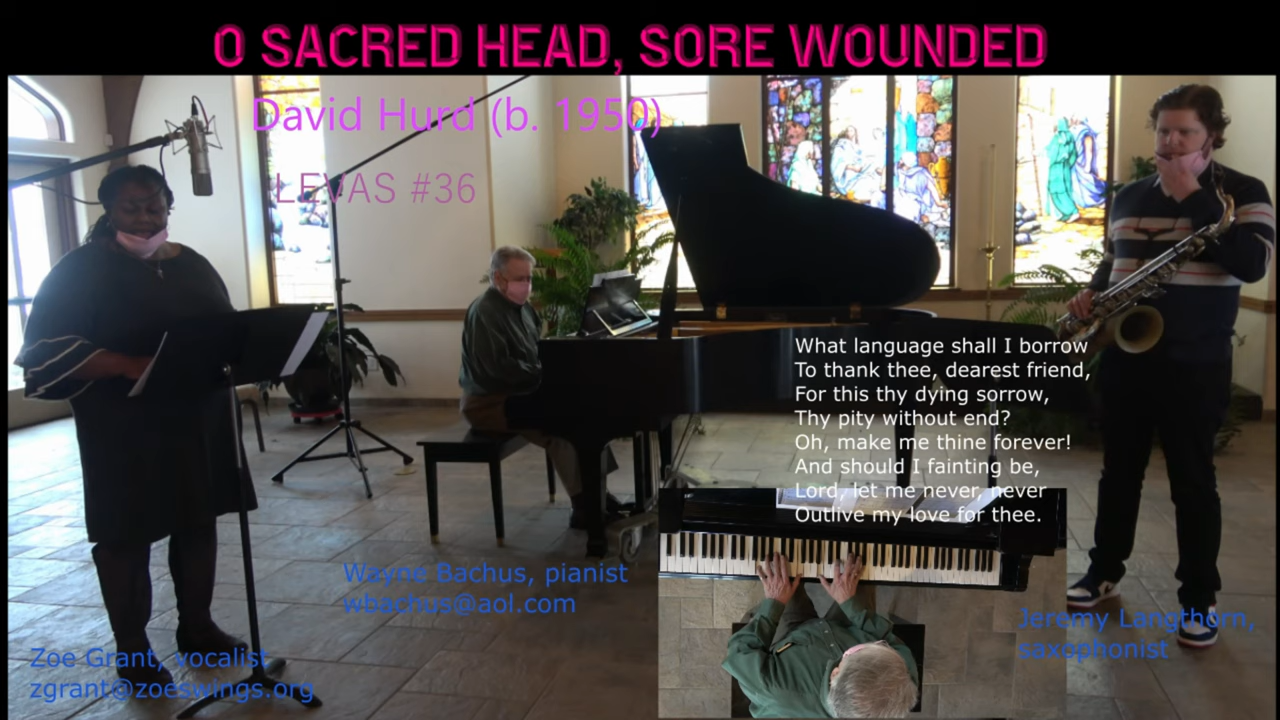 O SACRED HEAD, SORE WOUNDED
David Hurd (b. 1950)
LEVAS #36
What language shall I borrow
To thank thee, dearest friend,
For this thy dying sorrow,
Thy pity without end?
Oh, make me thine forever!
And should I fainting be,
Lord, let me never, never
Outlive my love for thee.
Wayne Bachus, pianist
wbachus@aol.com
Jeremy Langthorn,
saxophonist
Zoe Grant, vocalist
zgrant@zoeswings.org